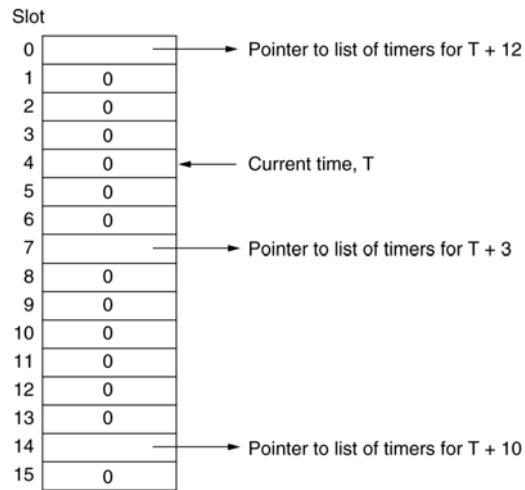 Slot
0 Pointer to list of timers for T + 12
1 0
2 0
3 0
4 0 Current time, T
5 0
6 0
7 Pointer to list of timers for T + 3
8 0
9 0
10 0
11 0
12 0
13 0
14 Pointer to list of timers for T + 10
15 0